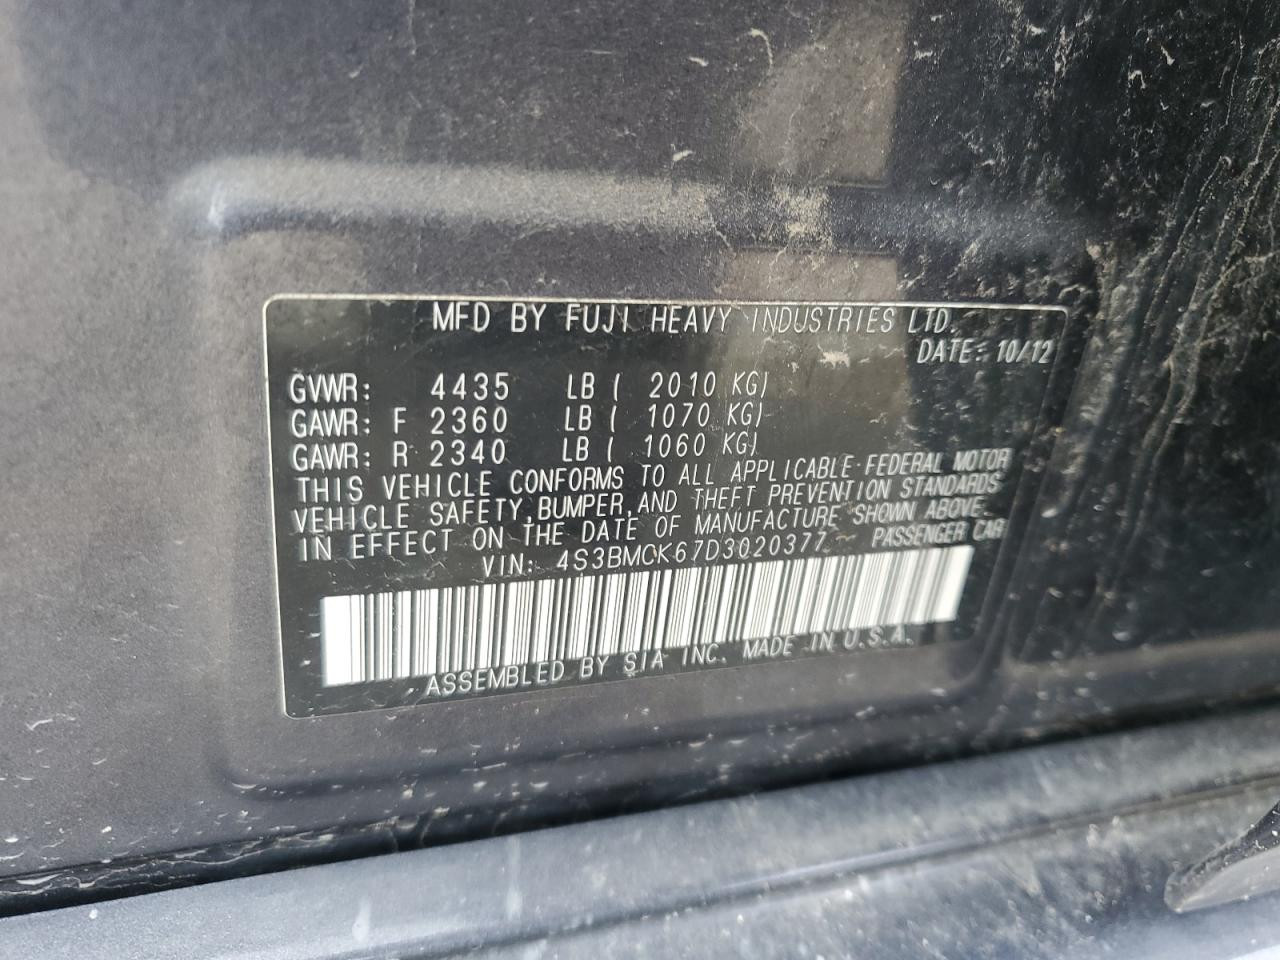 MFD BY FUJI HEAVY INDUSTRIES LTD.
DATE: 10/12
GVWR: 4435 LB ( 2010 KG)
GAWR: F 2360 LB ( 1070 KG)
GAWR: R 2340 LB ( 1060 KG)
THIS VEHICLE CONFORMS TO ALL APPLICABLE FEDERAL MOTOR
VEHICLE SAFETY, BUMPER, AND THEFT PREVENTION STANDARDS
IN EFFECT ON THE DATE OF MANUFACTURE SHOWN ABOVE.
VIN: 4S3BMCK67D3020377 PASSENGER CAR
ASSEMBLED BY SIA INC. MADE IN U.S.A.